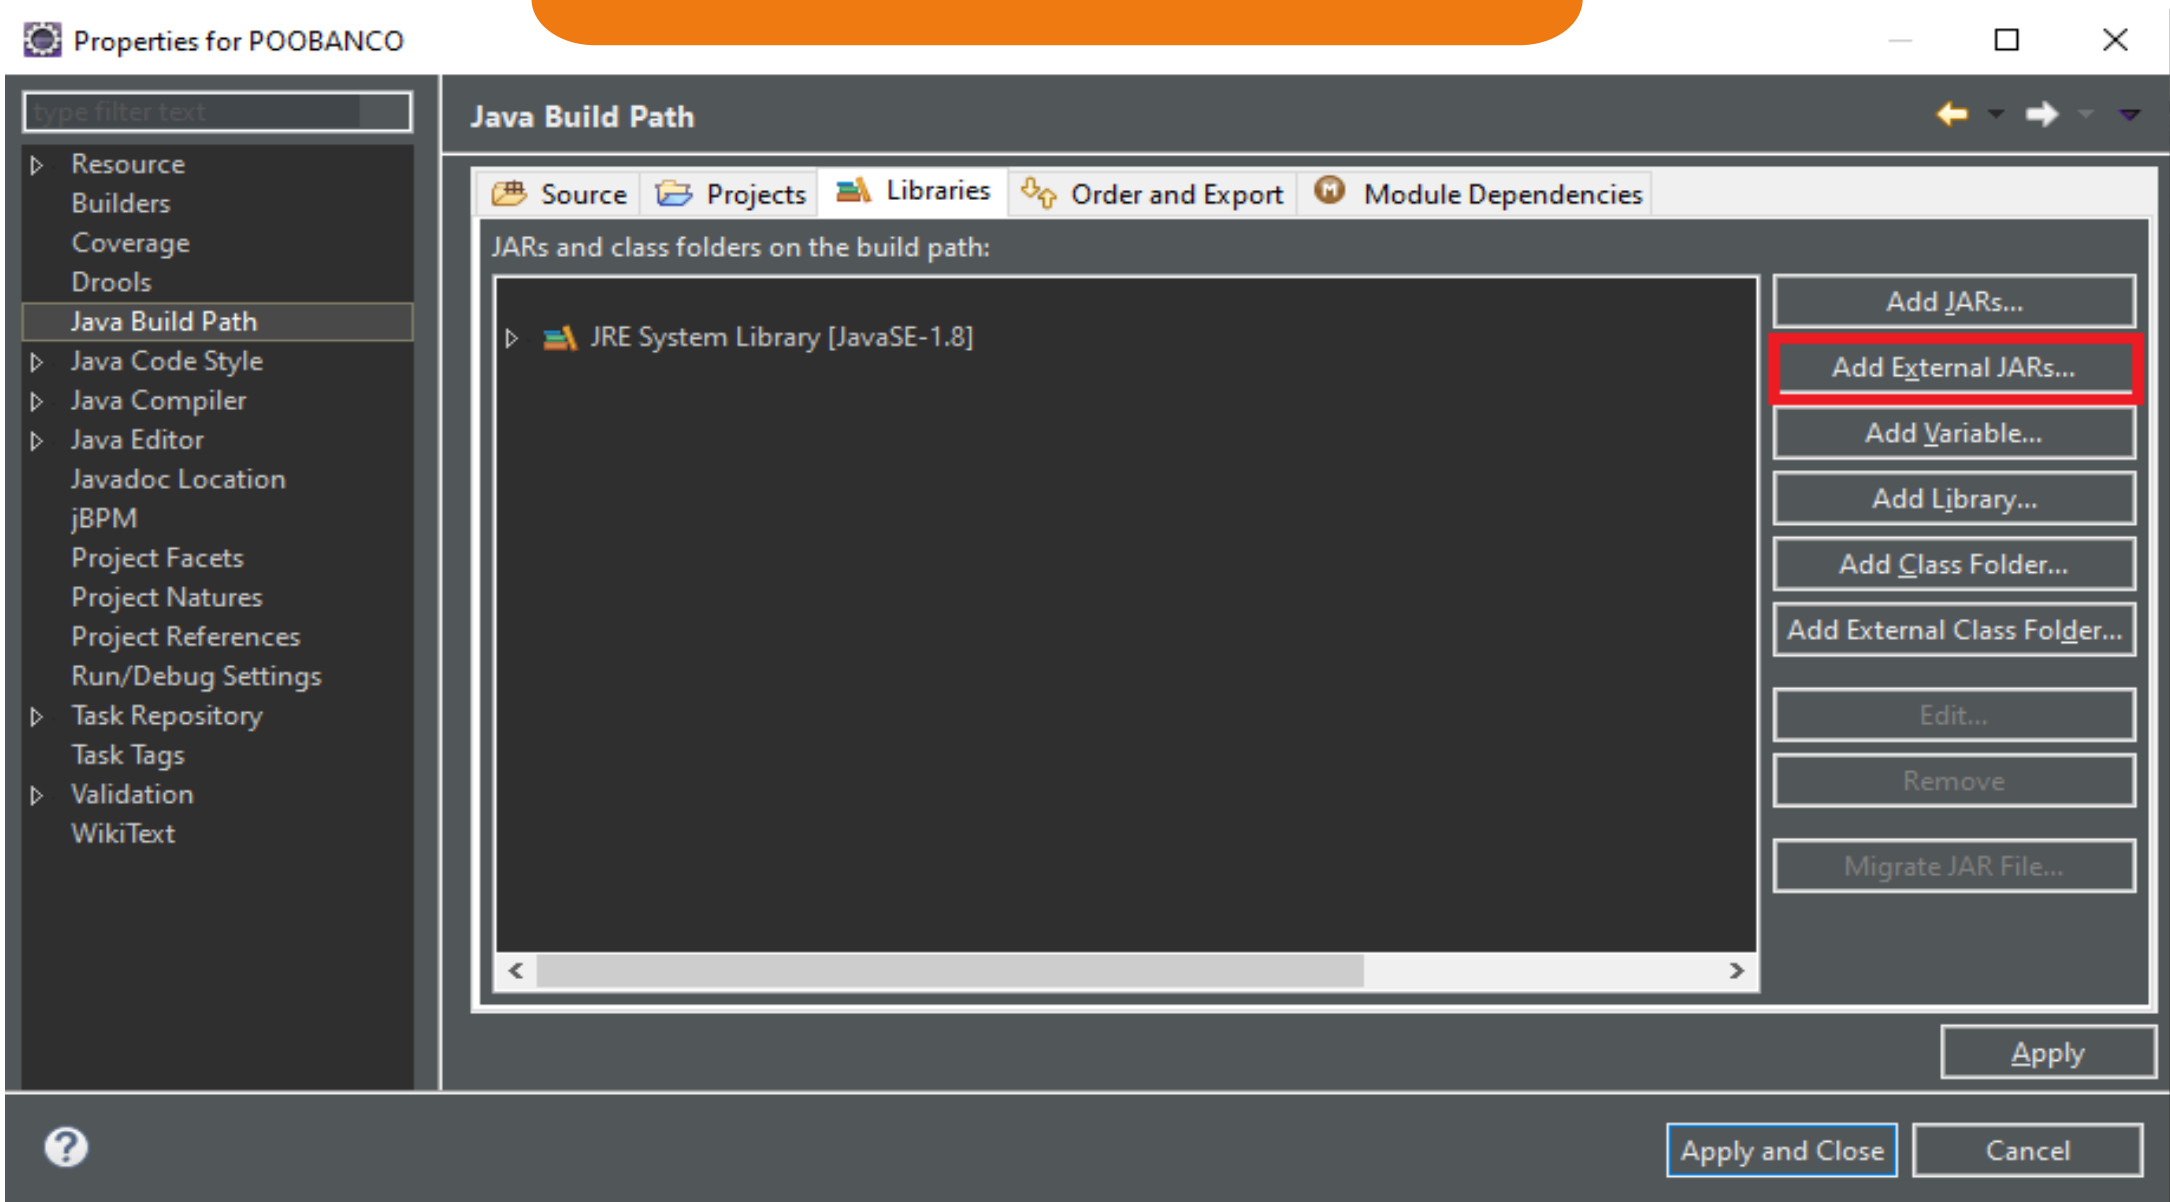 Properties for POOBANCO
type filter text
Resource
Builders
Coverage
Drools
Java Build Path
Java Code Style
Java Compiler
Java Editor
Javadoc Location
jBPM
Project Facets
Project Natures
Project References
Run/Debug Settings
Task Repository
Task Tags
Validation
WikiText
Java Build Path
Source
Projects
Libraries
Order and Export
Module Dependencies
JARs and class folders on the build path:
JRE System Library [JavaSE-1.8]
Add JARs...
Add External JARs...
Add Variable...
Add Library...
Add Class Folder...
Add External Class Folder...
Edit...
Remove
Migrate JAR File...
Apply
Apply and Close
Cancel